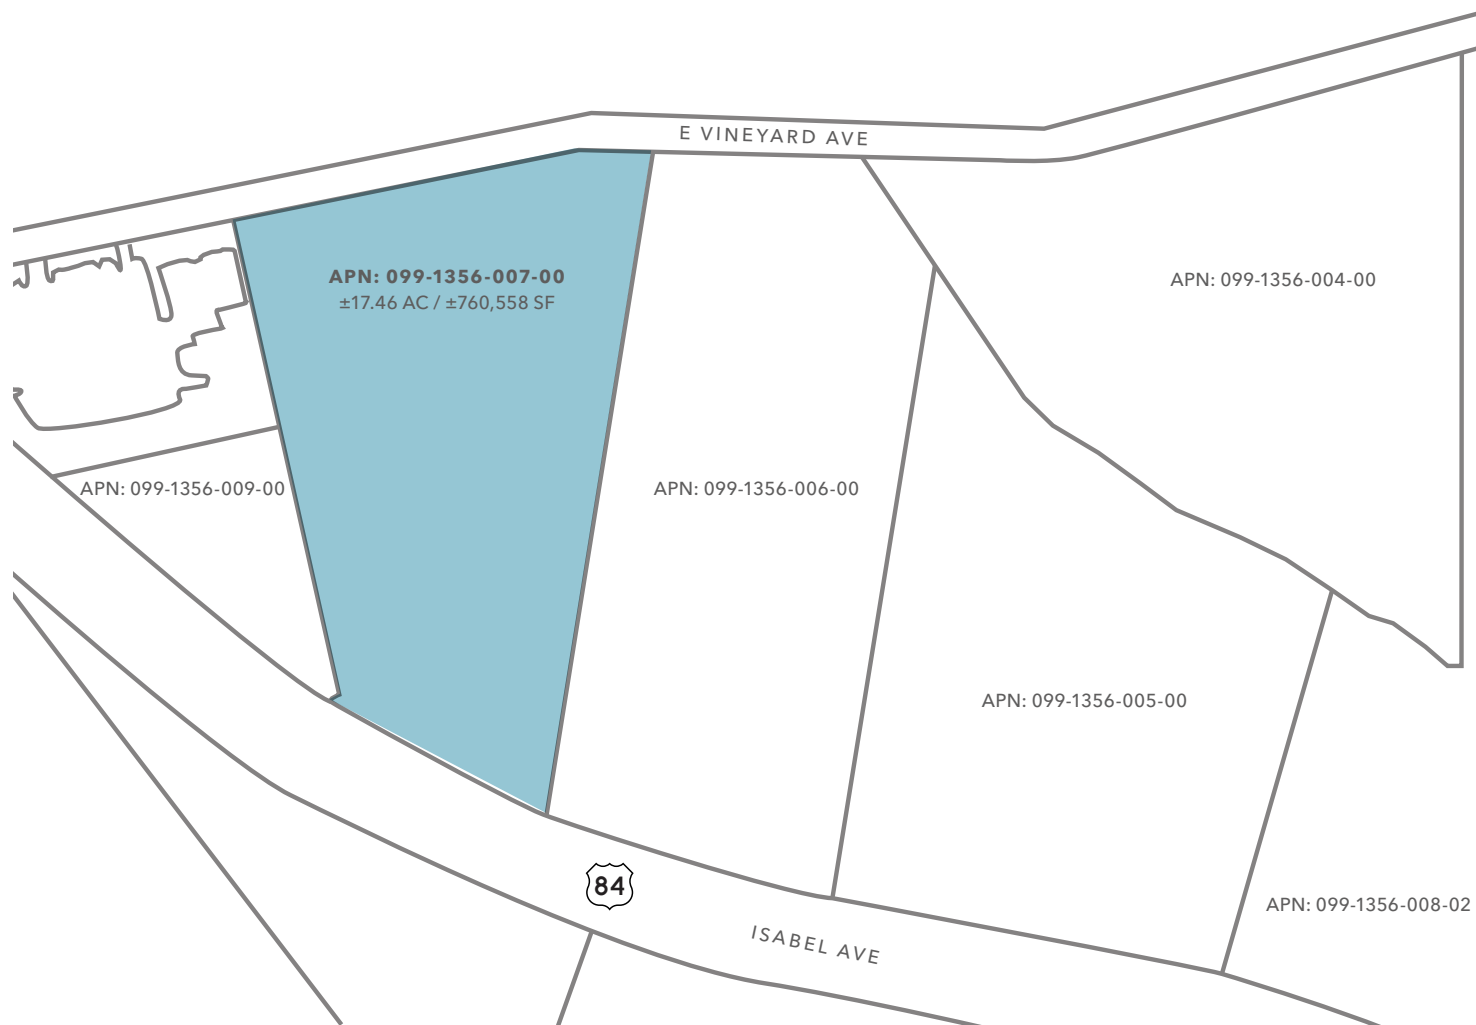 E VINEYARD AVE
APN: 099-1356-007-00
±17.46 AC / ±760,558 SF
APN: 099-1356-004-00
APN: 099-1356-009-00
APN: 099-1356-006-00
APN: 099-1356-005-00
84
APN: 099-1356-008-02
ISABEL AVE